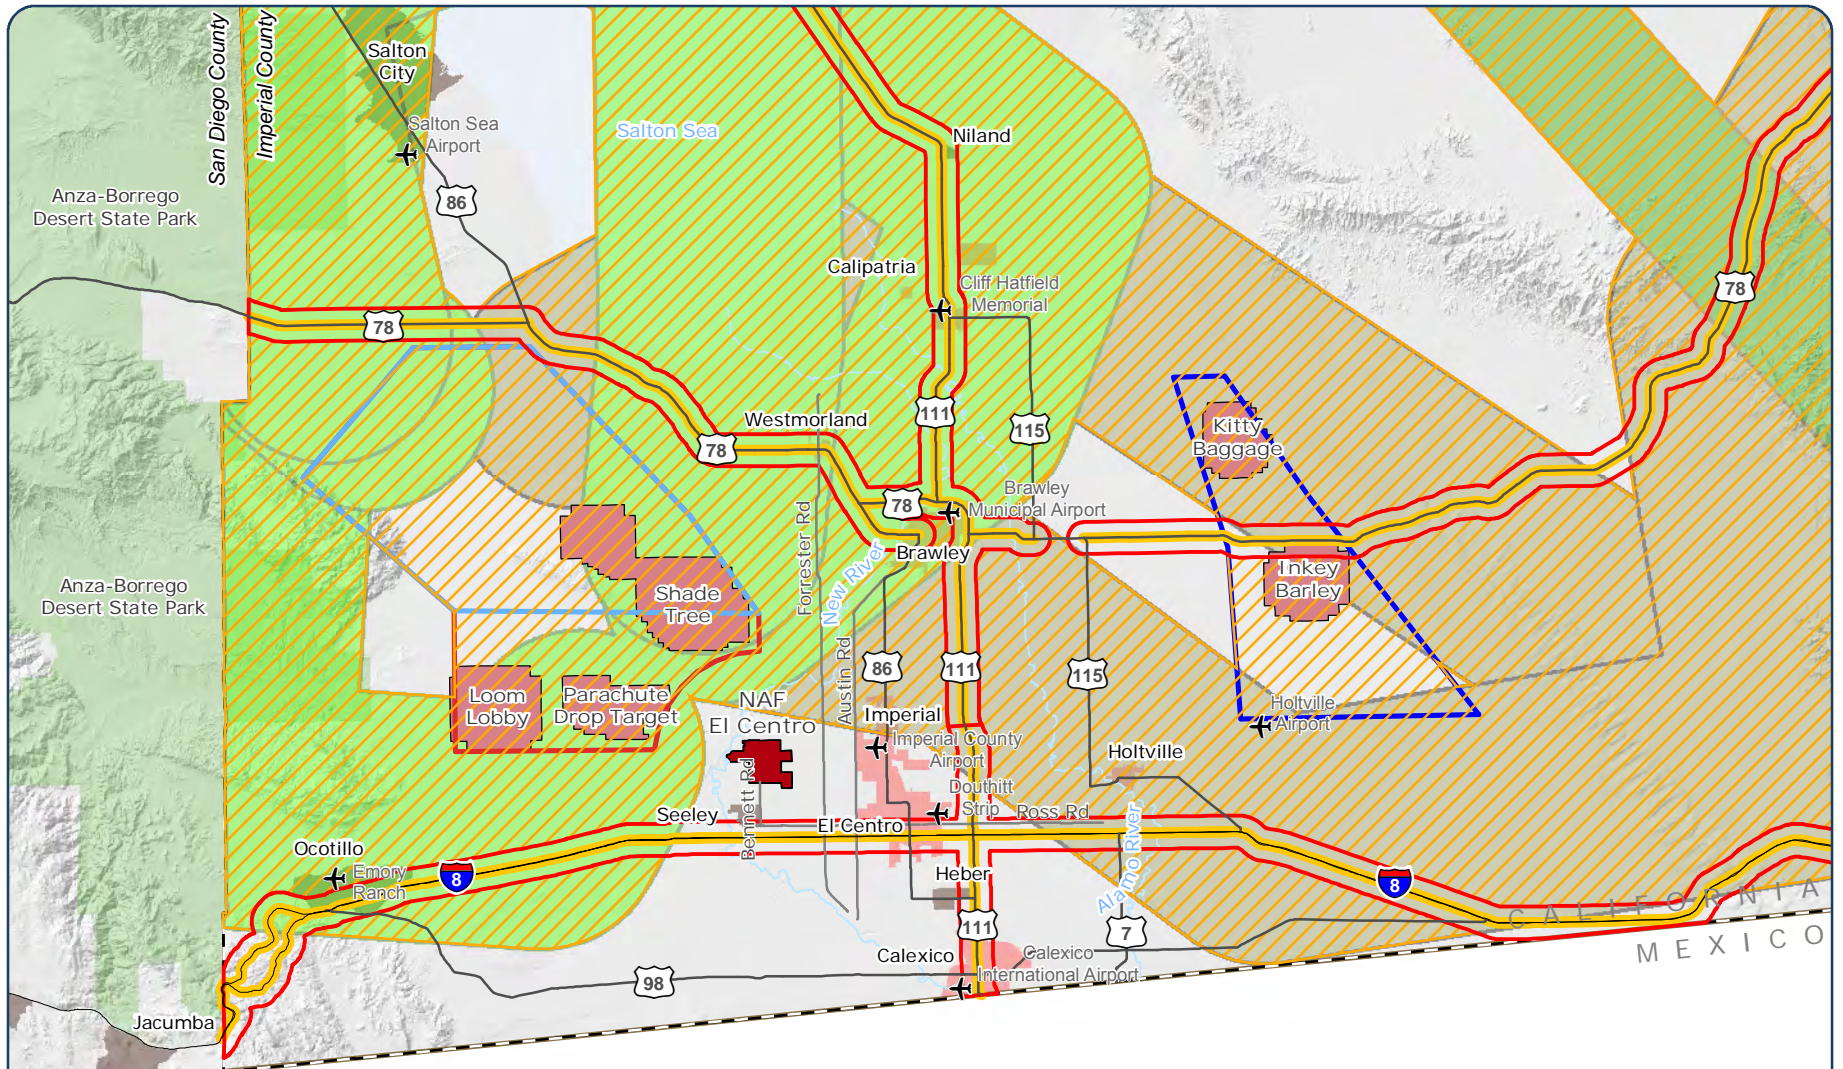 San Diego County
Imperial County
Salton
City
Salton Sea
Airport
Salton Sea
Niland
86
Anza-Borrego
Desert State Park
Calipatria
Cliff Hatfield
Memorial
78
78
Westmorland
111
115
Kitty
Baggage
78
78
Brawley
Municipal Airport
Forrester Rd
New River
Brawley
Anza-Borrego
Desert State Park
Shade
Tree
Inkey
Barley
Austin Rd
86
111
115
Loom
Lobby
Parachute
Drop Target
NAF
El Centro
Imperial
Imperial County
Airport
Holtville
Airport
Holtville
Bennett Rd
Douthitt
Strip
Ross Rd
Seeley
El Centro
Alamo River
Ocotillo
Emory
Ranch
8
8
Heber
111
7
CALIFORNIA
MEXICO
Calexico
Calexico
International Airport
98
Jacumba